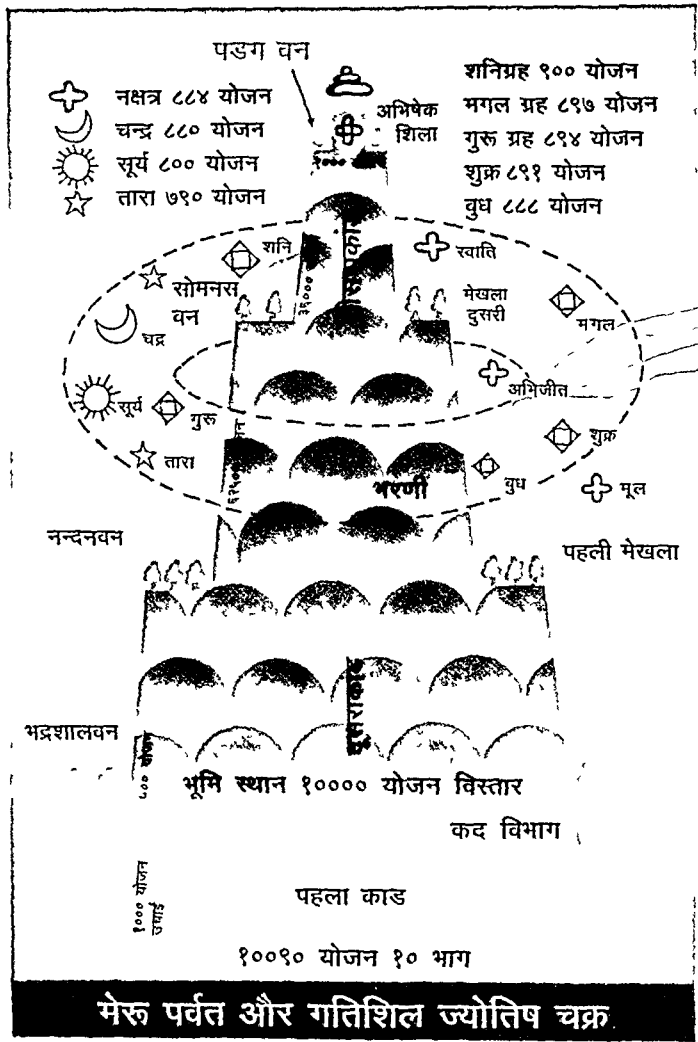 पडग वन
अभिषेक
शिला
नक्षत्र ८८४ योजन
चन्द्र ८८० योजन
सूर्य ८०० योजन
तारा ७९० योजन
शनिग्रह ९०० योजन
मगल ग्रह ८९७ योजन
गुरू ग्रह ८९४ योजन
शुक्र ८९१ योजन
वुध ८८८ योजन
शनि
स्वाति
सोमनस
वन
मेखला
दुसरी
मगल
चद्र
३६०००
अभिजीत
सूर्य
गुरू
शुक्र
तारा
वुध
भरणी
मूल
नन्दनवन
पहली मेखला
भद्रशालवन
दूसराकाड
भूमि स्थान १०००० योजन विस्तार
कद विभाग
१००० योजन
पहला काड
१००९० योजन १० भाग
मेरू पर्वत और गतिशिल ज्योतिष चक्र